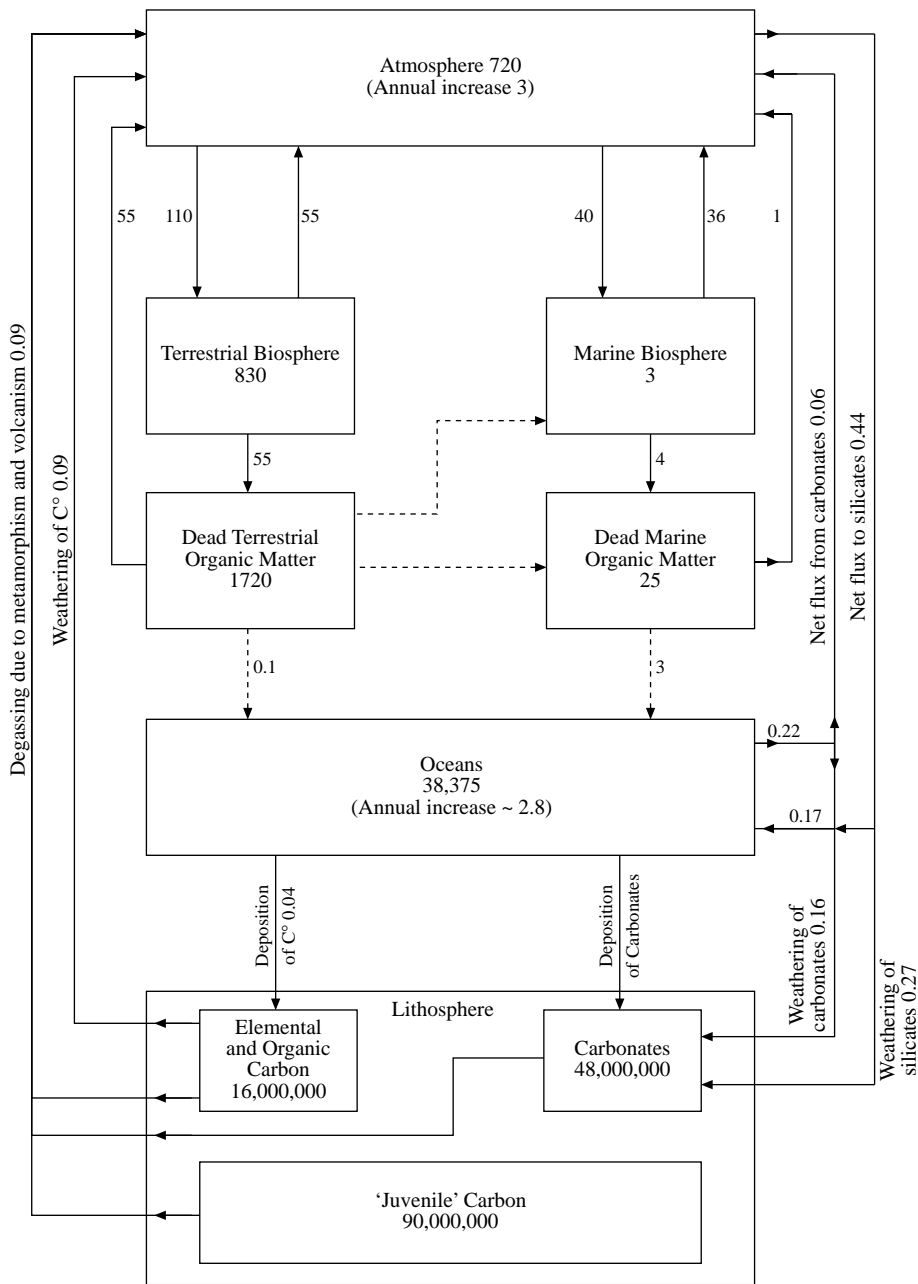 Atmosphere 720
(Annual increase 3)
55
110
55
40
36
1
Terrestrial Biosphere
830
Marine Biosphere
3
55
4
Dead Terrestrial
Organic Matter
1720
Dead Marine
Organic Matter
25
0.1
3
Oceans
38,375
(Annual increase ~ 2.8)
0.22
0.17
Deposition
of C° 0.04
Deposition
of Carbonates
Lithosphere
Elemental
and Organic
Carbon
16,000,000
Carbonates
48,000,000
'Juvenile' Carbon
90,000,000
Degassing due to metamorphism and volcanism 0.09
Weathering of C° 0.09
Net flux from carbonates 0.06
Net flux to silicates 0.44
Weathering of
carbonates 0.16
Weathering of
silicates 0.27